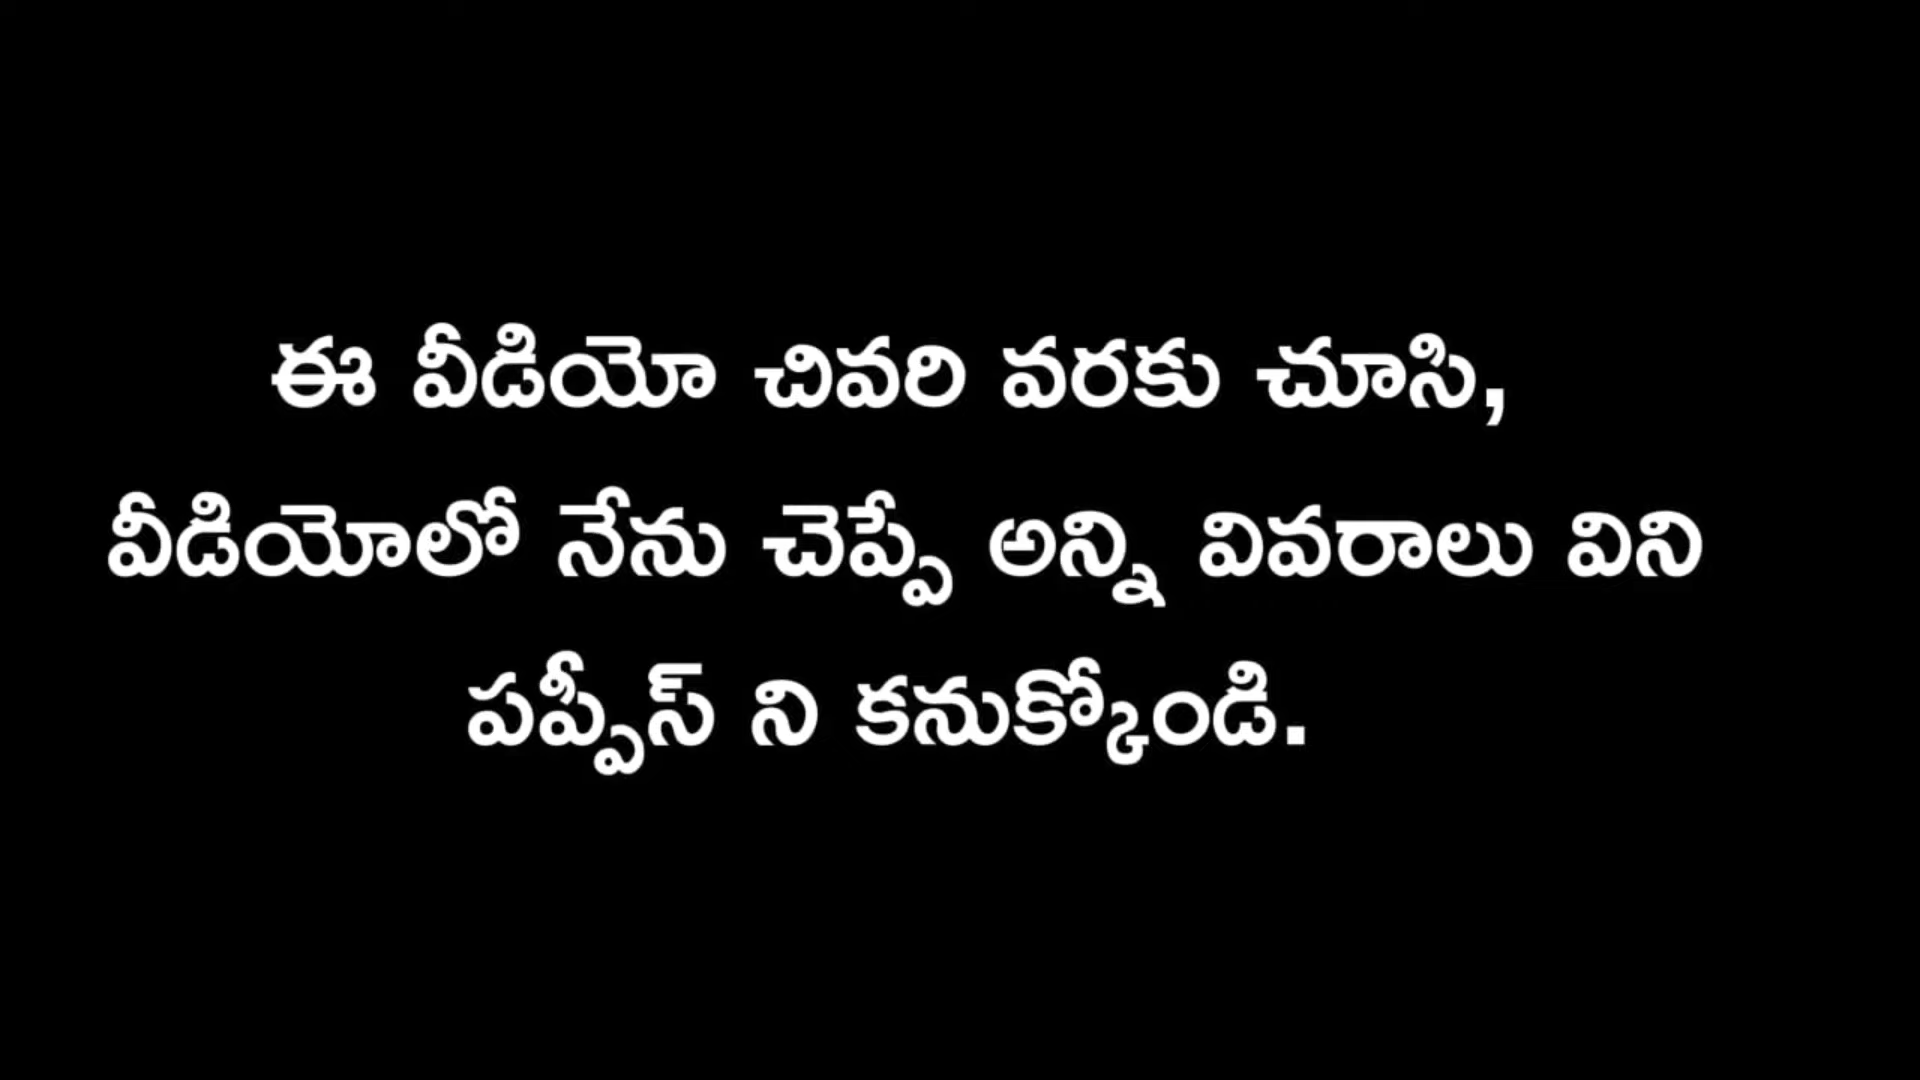 ఈ వీడియో చివరి వరకు చూసి,
వీడియోలో నేను చెప్పే అన్ని వివరాలు విని
పప్పీస్ ని కనుక్కోండి.